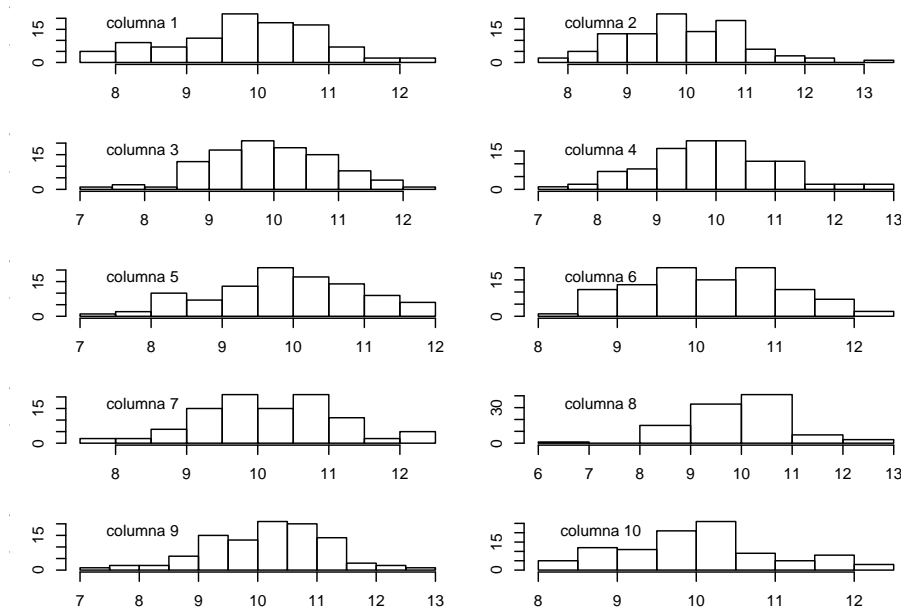 columna 1
0 15
8 9 10 11 12
columna 2
0 15
8 9 10 11 12 13
columna 3
0 15
7 8 9 10 11 12
columna 4
0 15
7 8 9 10 11 12 13
columna 5
0 15
7 8 9 10 11 12
columna 6
0 15
8 9 10 11 12
columna 7
0 15
8 9 10 11 12
columna 8
0 30
6 7 8 9 10 11 12 13
columna 9
0 15
7 8 9 10 11 12 13
columna 10
0 15
8 9 10 11 12